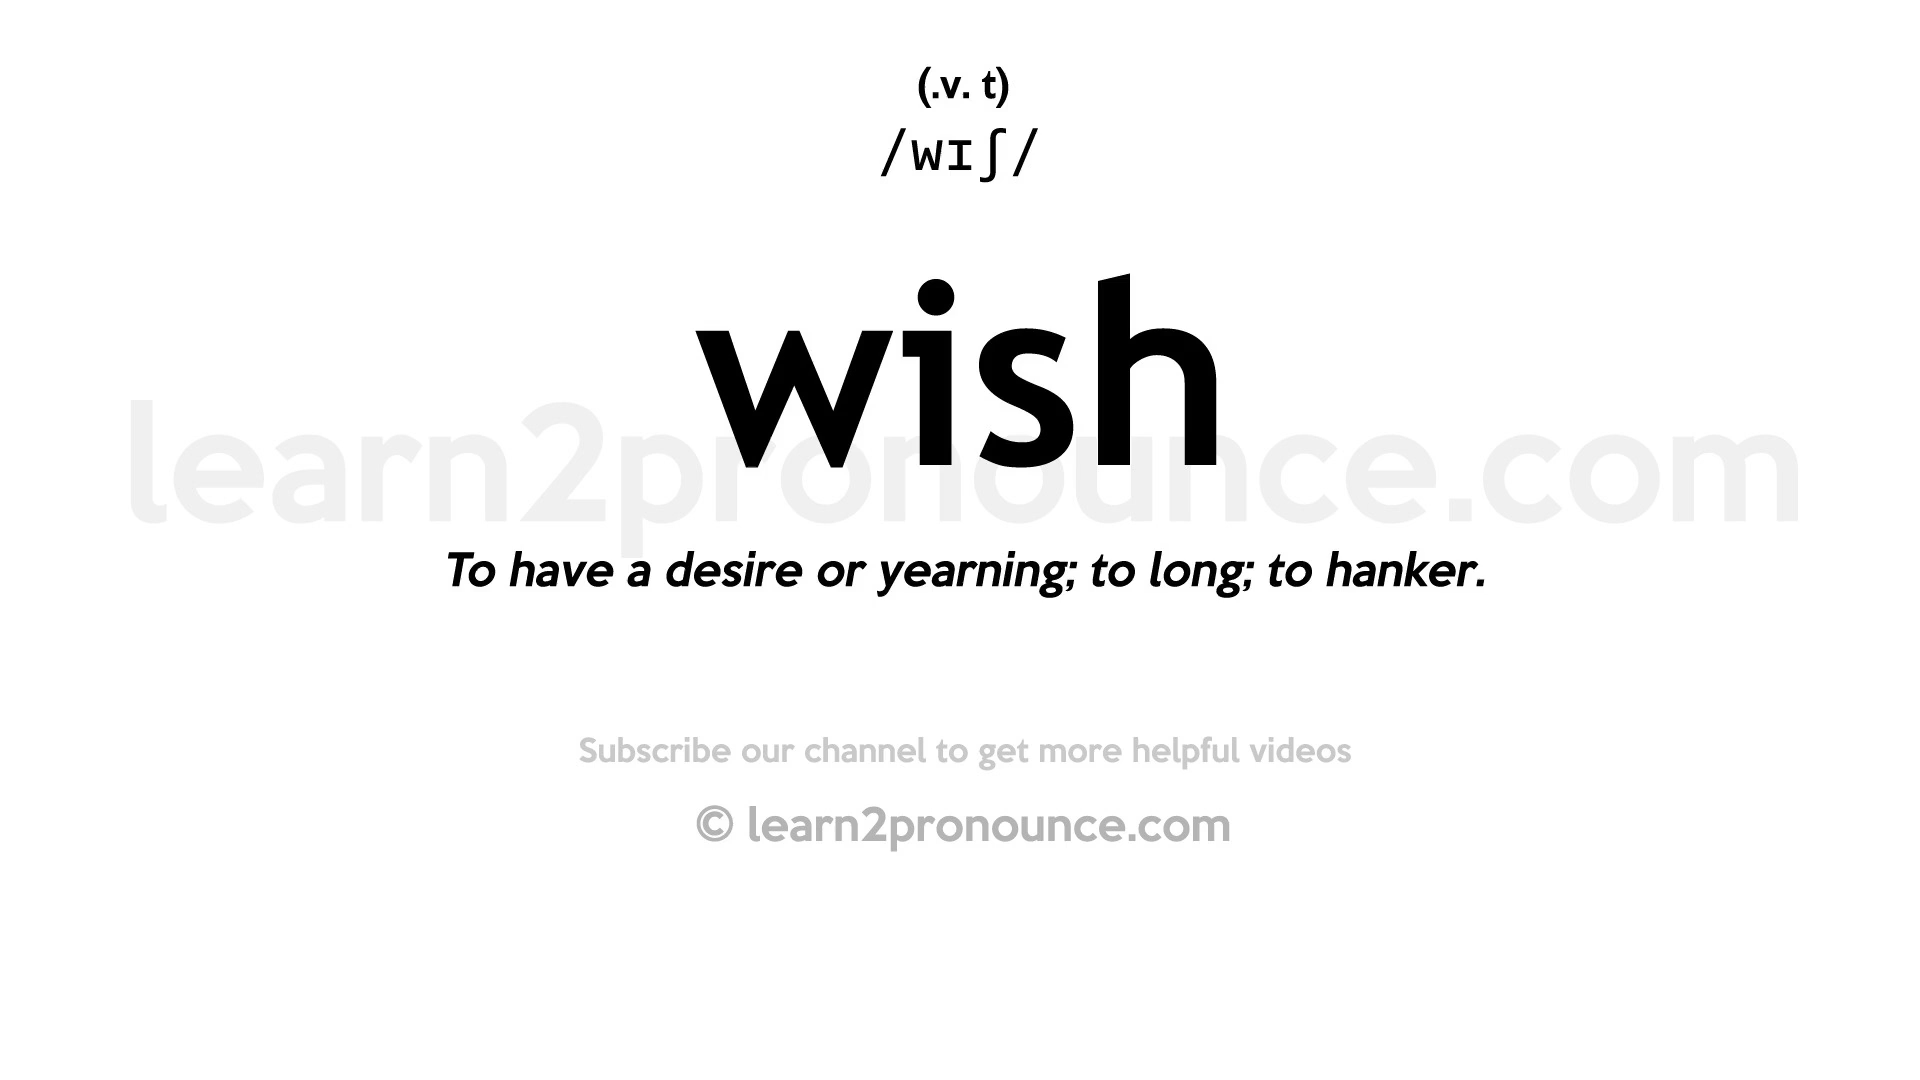 (.v. t)
/wɪʃ/
wish
learn2pronounce.com
To have a desire or yearning; to long; to hanker.
Subscribe our channel to get more helpful videos
© learn2pronounce.com